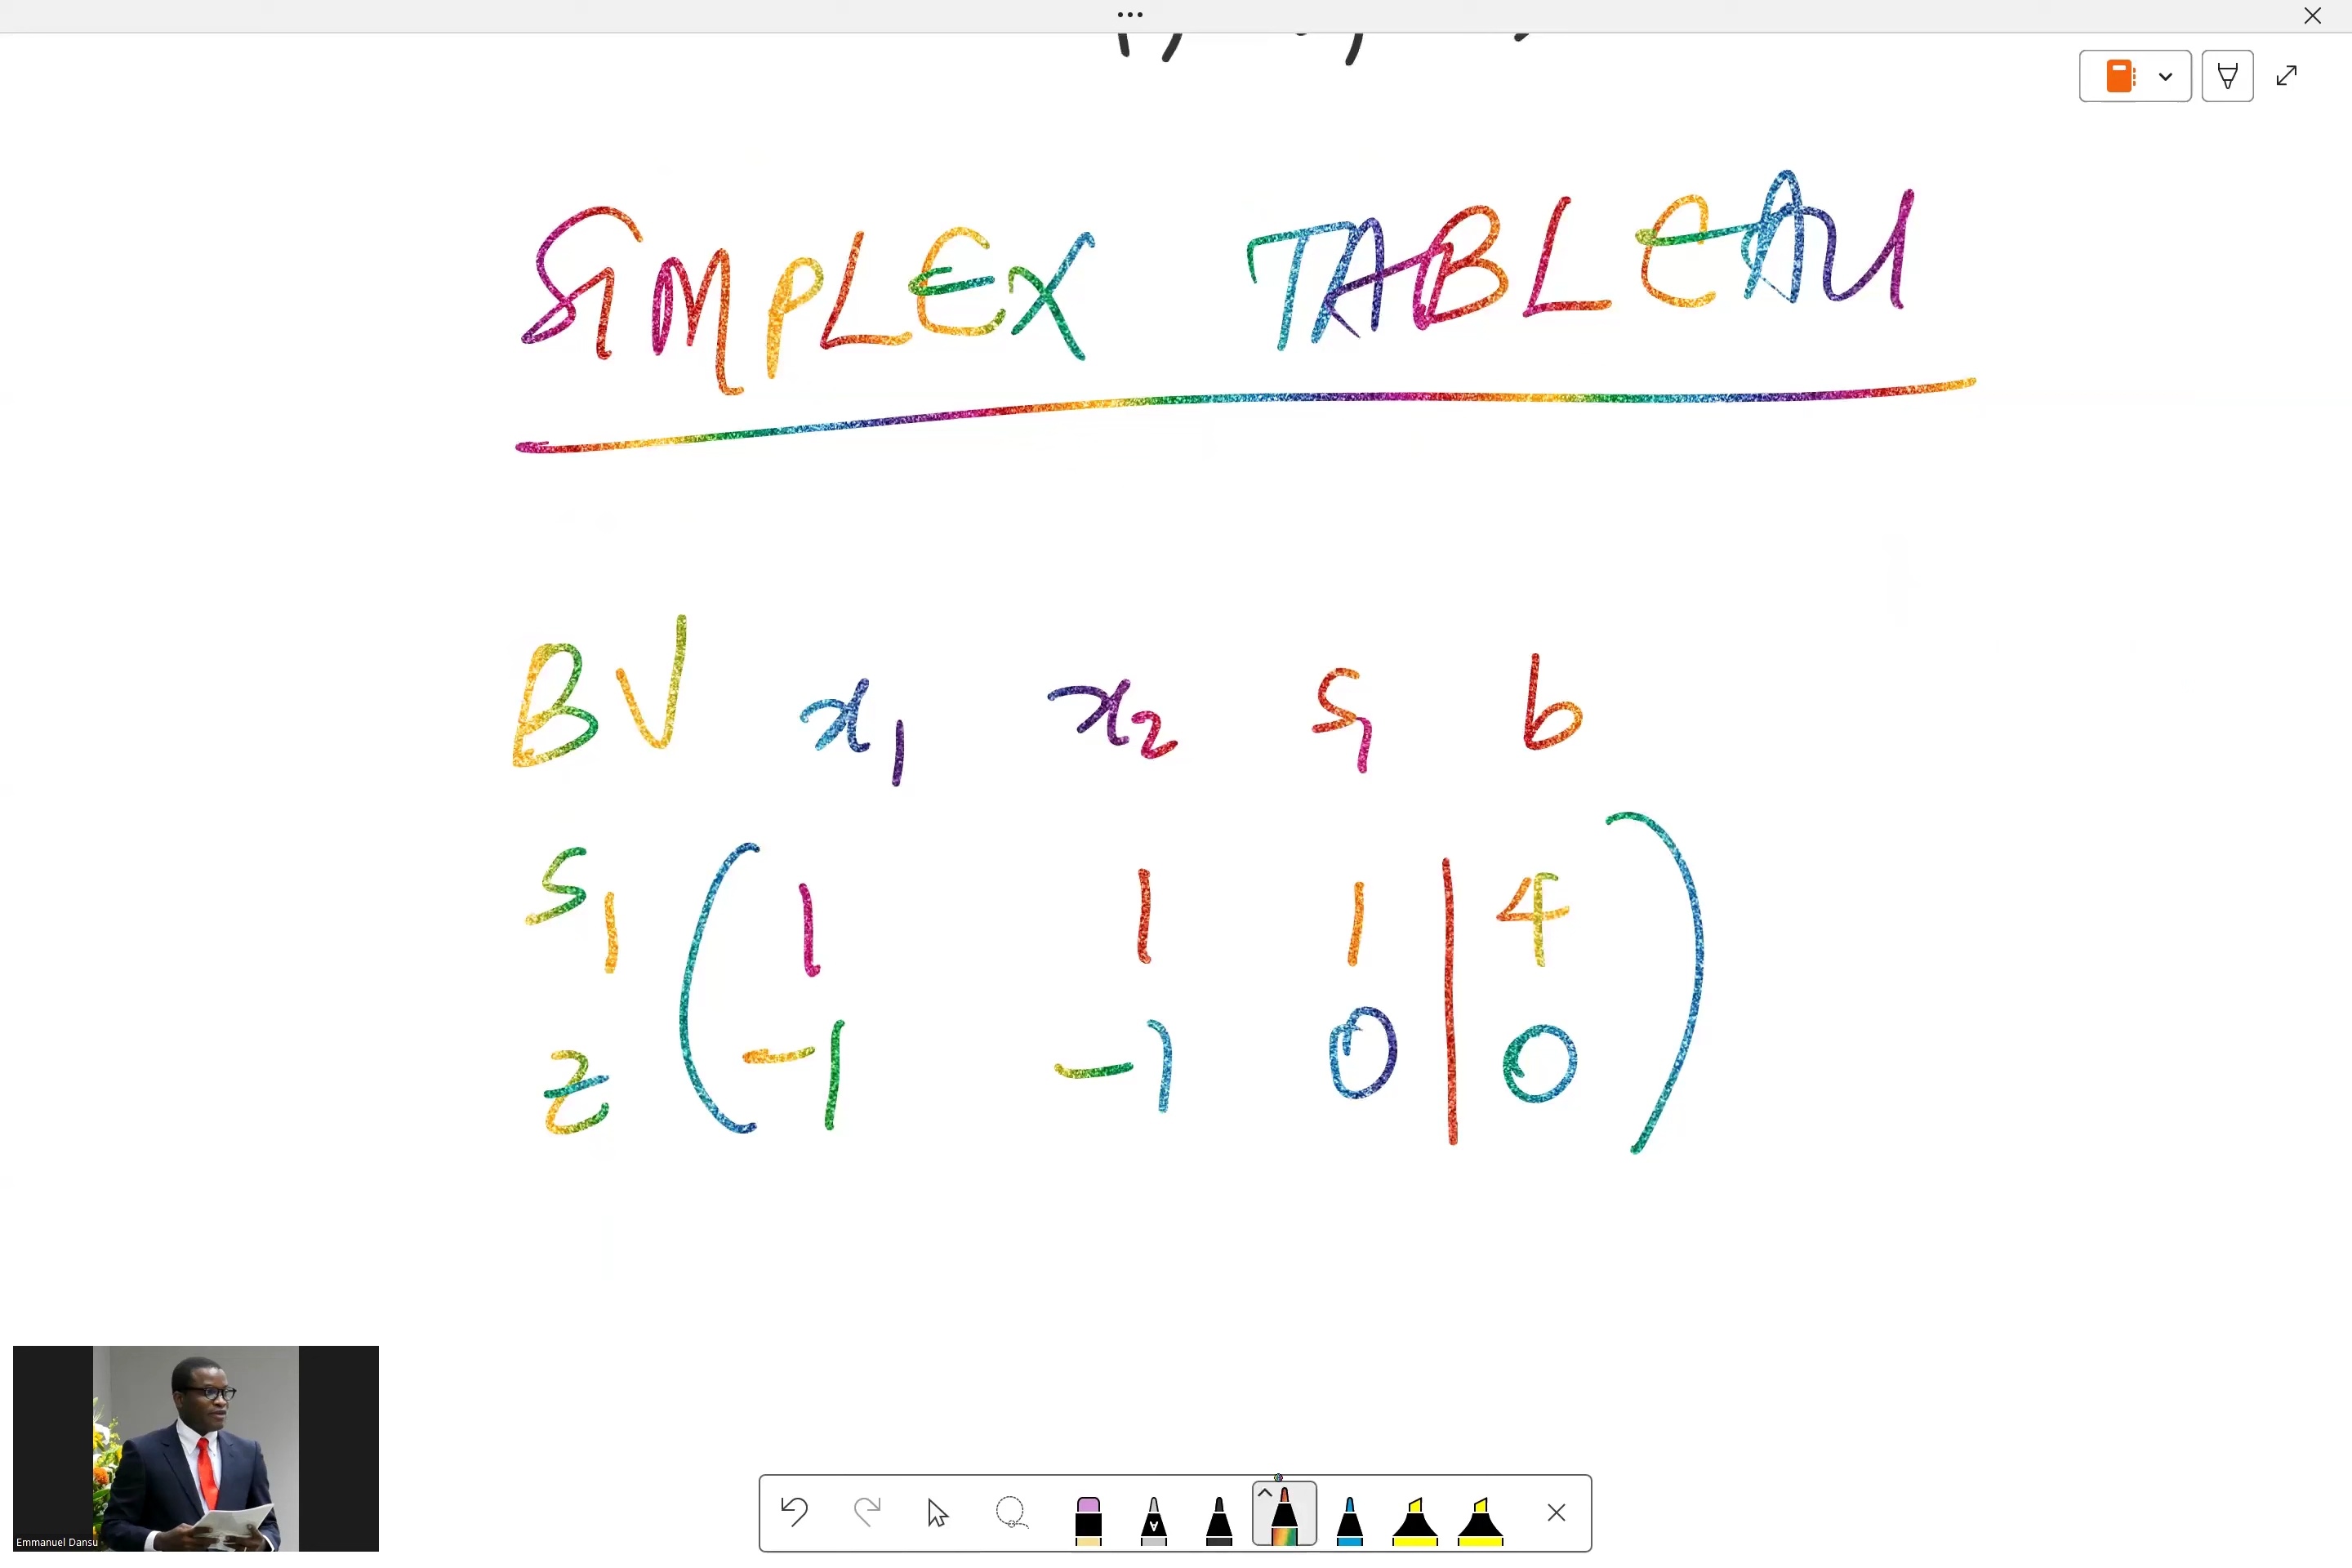 SIMPLEX TABLEAU
BV x₁ x₂ s₁ b
s₁ ( 1 1 1 | 4 )
z ( -1 -1 0 | 0 )
Emmanuel Dansu